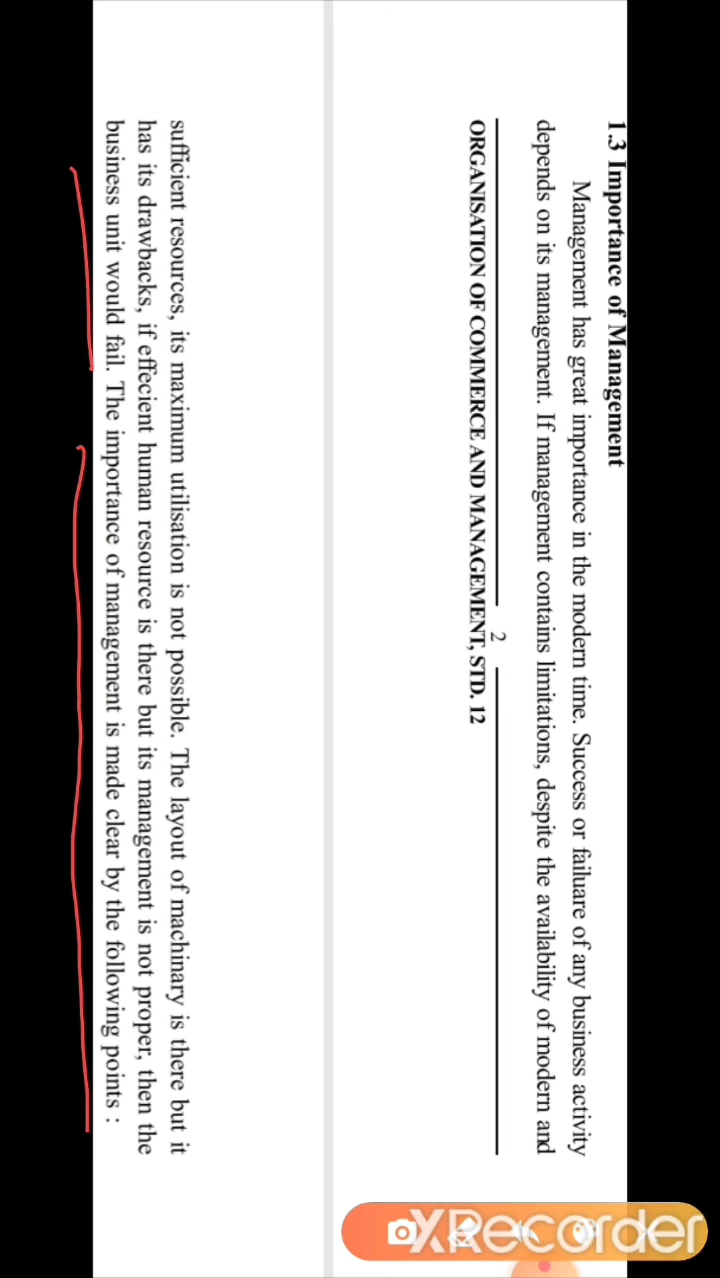 1.3 Importance of Management
Management has great importance in the modern time. Success or failuare of any business activity
depends on its management. If management contains limitations, despite the availability of modern and
2
ORGANISATION OF COMMERCE AND MANAGEMENT, STD. 12
sufficient resources, its maximum utilisation is not possible. The layout of machinary is there but it
has its drawbacks, if effecient human resource is there but its management is not proper, then the
business unit would fail. The importance of management is made clear by the following points :
XRecorder